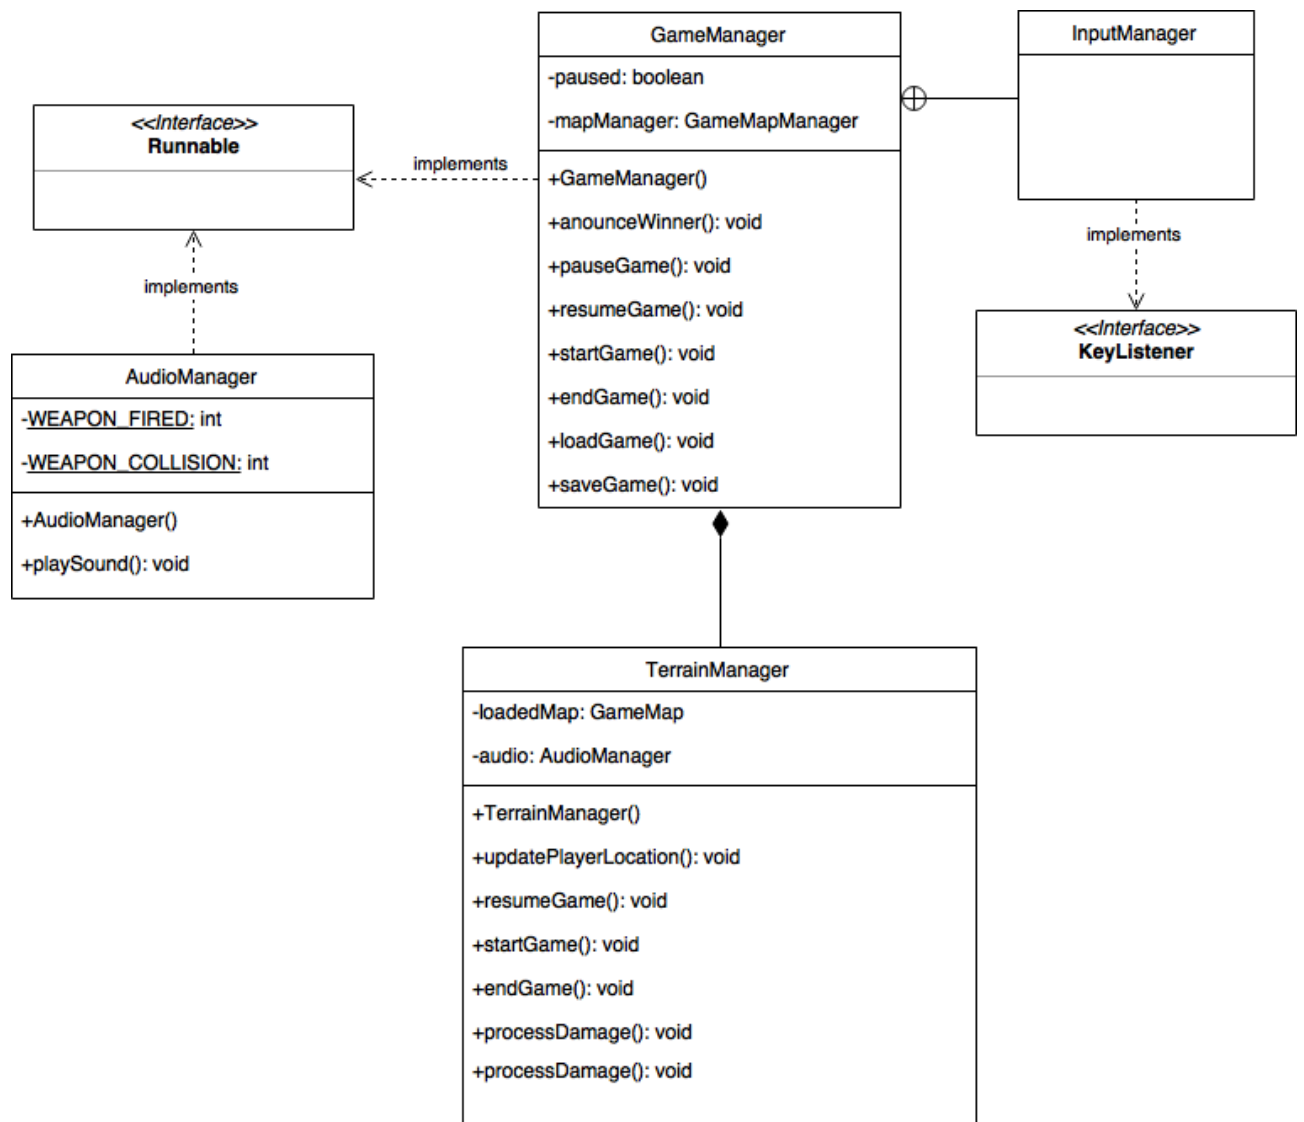 GameManager
-paused: boolean
-mapManager: GameMapManager
+GameManager()
+anounceWinner(): void
+pauseGame(): void
+resumeGame(): void
+startGame(): void
+endGame(): void
+loadGame(): void
+saveGame(): void
InputManager
implements
<<Interface>>
KeyListener
<<Interface>>
Runnable
implements
implements
AudioManager
-WEAPON_FIRED: int
-WEAPON_COLLISION: int
+AudioManager()
+playSound(): void
TerrainManager
-loadedMap: GameMap
-audio: AudioManager
+TerrainManager()
+updatePlayerLocation(): void
+resumeGame(): void
+startGame(): void
+endGame(): void
+processDamage(): void
+processDamage(): void